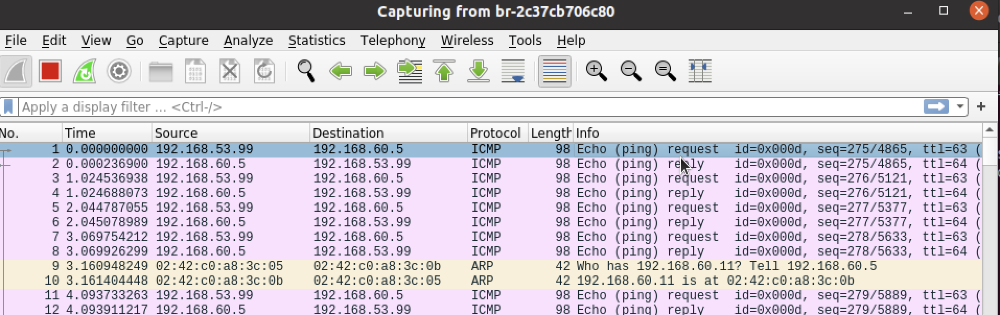 Capturing from br-2c37cb706c80
File Edit View Go Capture Analyze Statistics Telephony Wireless Tools Help
Apply a display filter ... <Ctrl-/>
No. Time Source Destination Protocol Length Info
1 0.000000000 192.168.53.99 192.168.60.5 ICMP 98 Echo (ping) request id=0x000d, seq=275/4865, ttl=63 (
2 0.000236900 192.168.60.5 192.168.53.99 ICMP 98 Echo (ping) reply id=0x000d, seq=275/4865, ttl=64 (
3 1.024536938 192.168.53.99 192.168.60.5 ICMP 98 Echo (ping) request id=0x000d, seq=276/5121, ttl=63 (
4 1.024688073 192.168.60.5 192.168.53.99 ICMP 98 Echo (ping) reply id=0x000d, seq=276/5121, ttl=64 (
5 2.044787055 192.168.53.99 192.168.60.5 ICMP 98 Echo (ping) request id=0x000d, seq=277/5377, ttl=63 (
6 2.045078989 192.168.60.5 192.168.53.99 ICMP 98 Echo (ping) reply id=0x000d, seq=277/5377, ttl=64 (
7 3.069754212 192.168.53.99 192.168.60.5 ICMP 98 Echo (ping) request id=0x000d, seq=278/5633, ttl=63 (
8 3.069926299 192.168.60.5 192.168.53.99 ICMP 98 Echo (ping) reply id=0x000d, seq=278/5633, ttl=64 (
9 3.160948249 02:42:c0:a8:3c:05 02:42:c0:a8:3c:0b ARP 42 Who has 192.168.60.11? Tell 192.168.60.5
10 3.161404448 02:42:c0:a8:3c:0b 02:42:c0:a8:3c:05 ARP 42 192.168.60.11 is at 02:42:c0:a8:3c:0b
11 4.093733263 192.168.53.99 192.168.60.5 ICMP 98 Echo (ping) request id=0x000d, seq=279/5889, ttl=63 (
12 4.093911217 192.168.60.5 192.168.53.99 ICMP 98 Echo (ping) reply id=0x000d, seq=279/5889, ttl=64 (